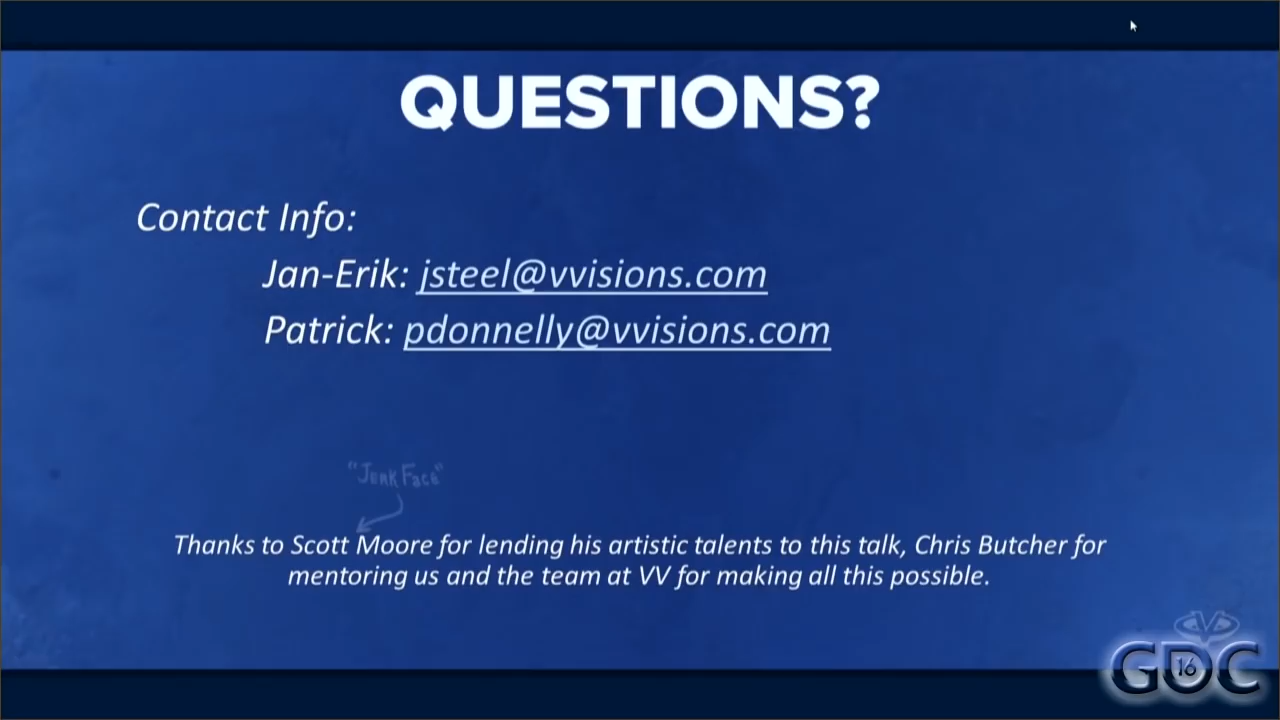 QUESTIONS?
Contact Info:
Jan-Erik: jsteel@vvisions.com
Patrick: pdonnelly@vvisions.com
"Jerk Face"
Thanks to Scott Moore for lending his artistic talents to this talk, Chris Butcher for
mentoring us and the team at VV for making all this possible.
V
GDC
16